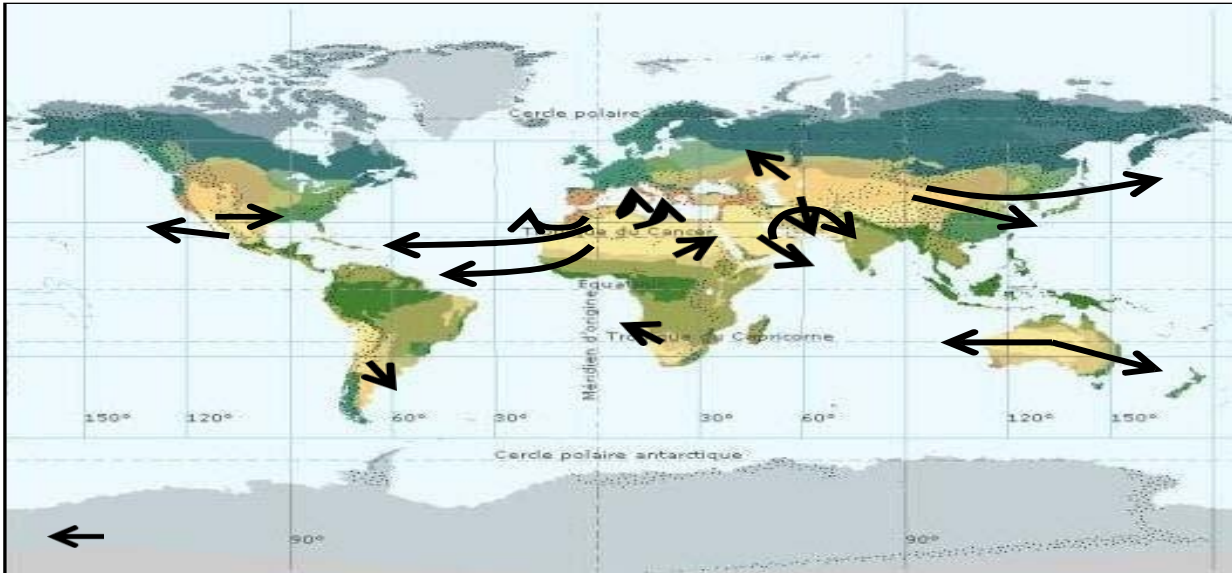 Cercle polaire
Tropique du Cancer
Equateur
Méridien d'origine
Tropique du Capricorne
150°
120°
60°
30°
30°
60°
120°
150°
Cercle polaire antarctique
90°
90°